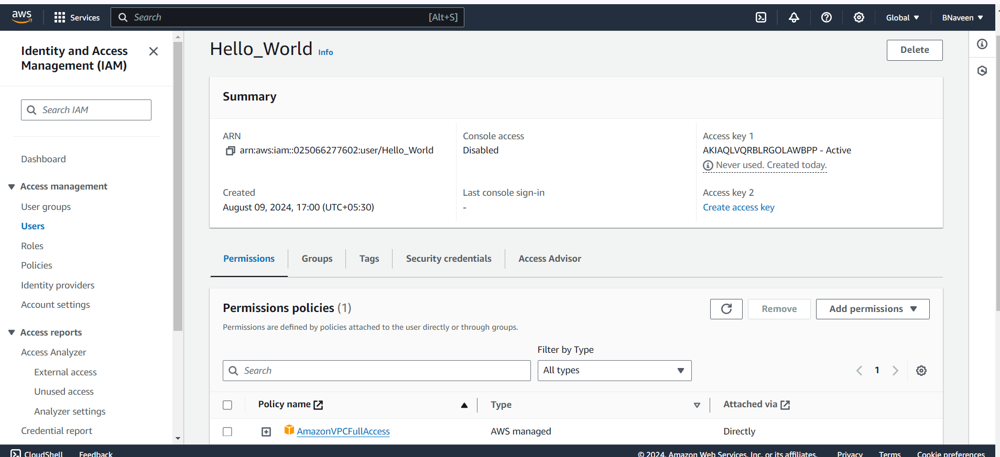 aws
Services
Search
[Alt+S]
Global
BNaveen
Identity and Access
Management (IAM)
Search IAM
Dashboard
Access management
User groups
Users
Roles
Policies
Identity providers
Account settings
Access reports
Access Analyzer
External access
Unused access
Analyzer settings
Credential report
Hello_World Info
Delete
Summary
ARN
arn:aws:iam::025066277602:user/Hello_World
Console access
Disabled
Access key 1
AKIAQLVQRBLRGOLAWBPP - Active
Never used. Created today.
Created
August 09, 2024, 17:00 (UTC+05:30)
Last console sign-in
-
Access key 2
Create access key
Permissions
Groups
Tags
Security credentials
Access Advisor
Permissions policies (1)
Remove
Add permissions
Permissions are defined by policies attached to the user directly or through groups.
Filter by Type
Search
All types
1
Policy name
Type
Attached via
AmazonVPCFullAccess
AWS managed
Directly
CloudShell
Feedback
© 2024, Amazon Web Services, Inc. or its affiliates.
Privacy
Terms
Cookie preferences